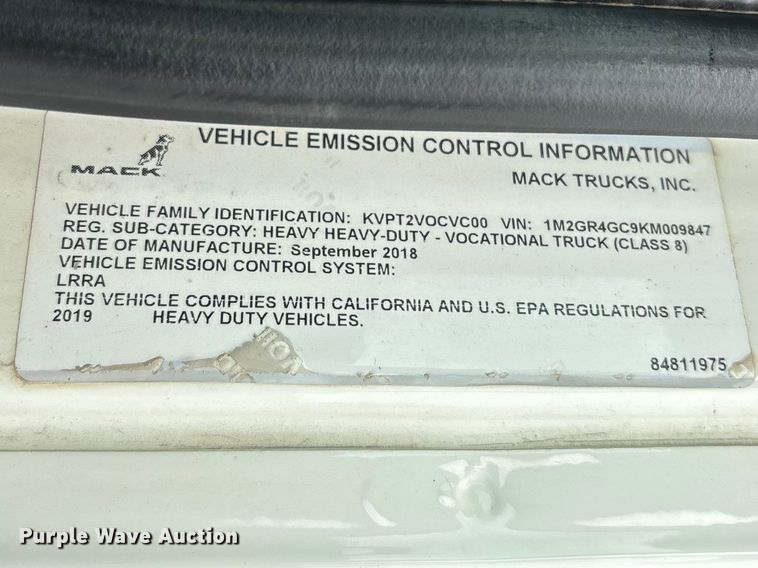 VEHICLE EMISSION CONTROL INFORMATION
MACK
MACK TRUCKS, INC.
VEHICLE FAMILY IDENTIFICATION: KVPT2VOCVC00 VIN: 1M2GR4GC9KM009847
REG. SUB-CATEGORY: HEAVY HEAVY-DUTY - VOCATIONAL TRUCK (CLASS 8)
DATE OF MANUFACTURE: September 2018
VEHICLE EMISSION CONTROL SYSTEM:
LRRA
THIS VEHICLE COMPLIES WITH CALIFORNIA AND U.S. EPA REGULATIONS FOR
2019 HEAVY DUTY VEHICLES.
84811975
Purple Wave Auction